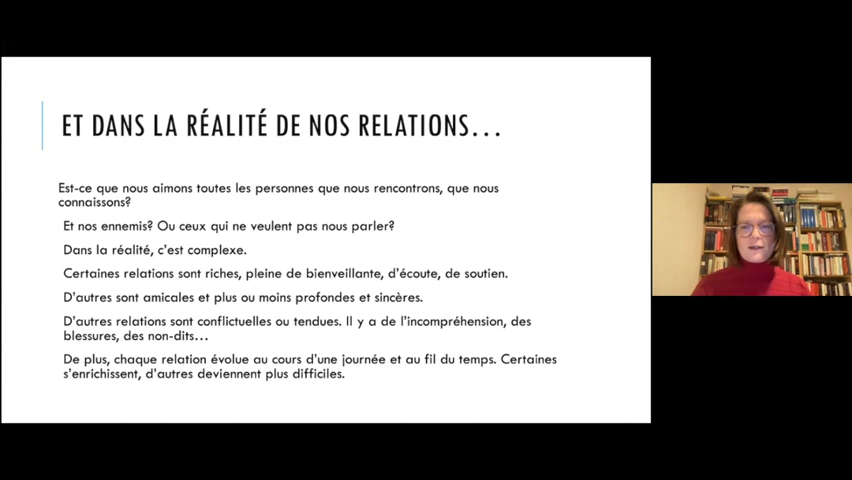 ET DANS LA RÉALITÉ DE NOS RELATIONS...
Est-ce que nous aimons toutes les personnes que nous rencontrons, que nous
connaissons?
Et nos ennemis? Ou ceux qui ne veulent pas nous parler?
Dans la réalité, c'est complexe.
Certaines relations sont riches, pleine de bienveillante, d'écoute, de soutien.
D'autres sont amicales et plus ou moins profondes et sincères.
D'autres relations sont conflictuelles ou tendues. Il y a de l'incompréhension, des
blessures, des non-dits...
De plus, chaque relation évolue au cours d'une journée et au fil du temps. Certaines
s'enrichissent, d'autres deviennent plus difficiles.